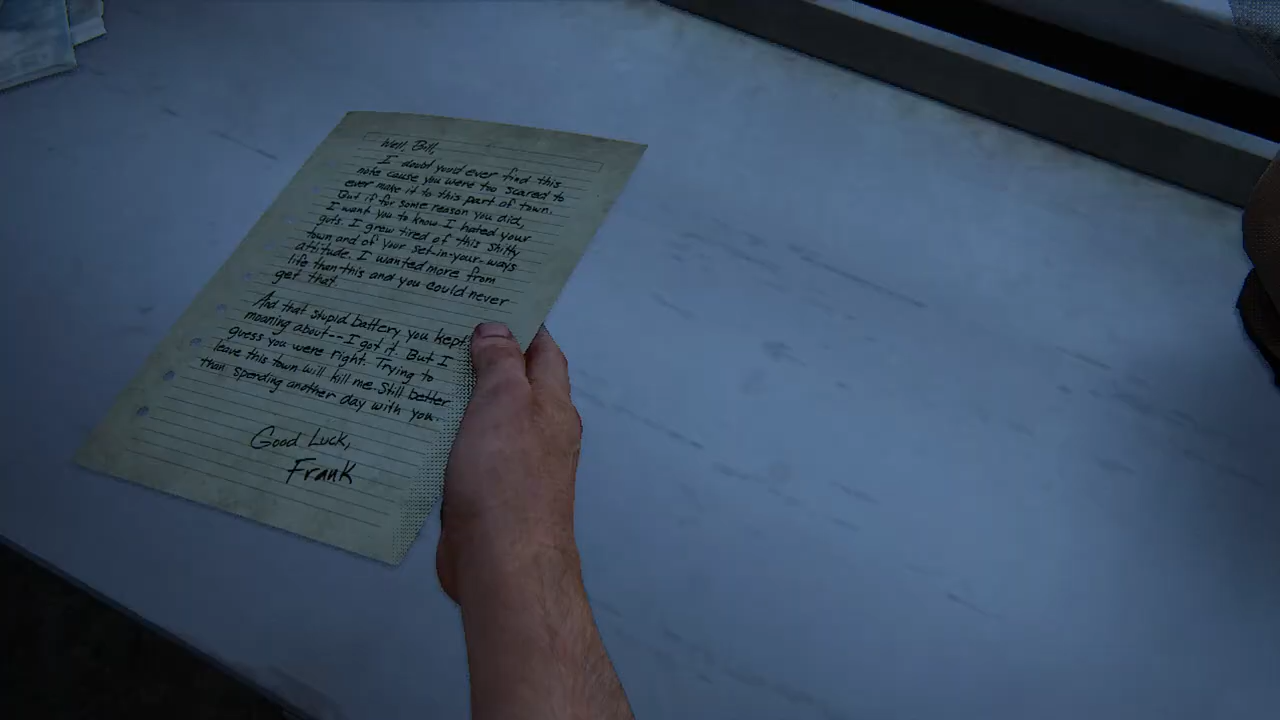 Well, Bill,
I doubt you'd ever find this
note cause you were too scared to
ever make it to this part of town.
But if for some reason you did,
I want you to know I hated your
guts. I grew tired of this shitty
town and of your set-in-your-ways
attitude. I wanted more from
life than this and you could never
get that.
And that stupid battery you kept
moaning about--I got it. But I
guess you were right. Trying to
leave this town will kill me. Still better
than spending another day with you.
Good Luck,
Frank